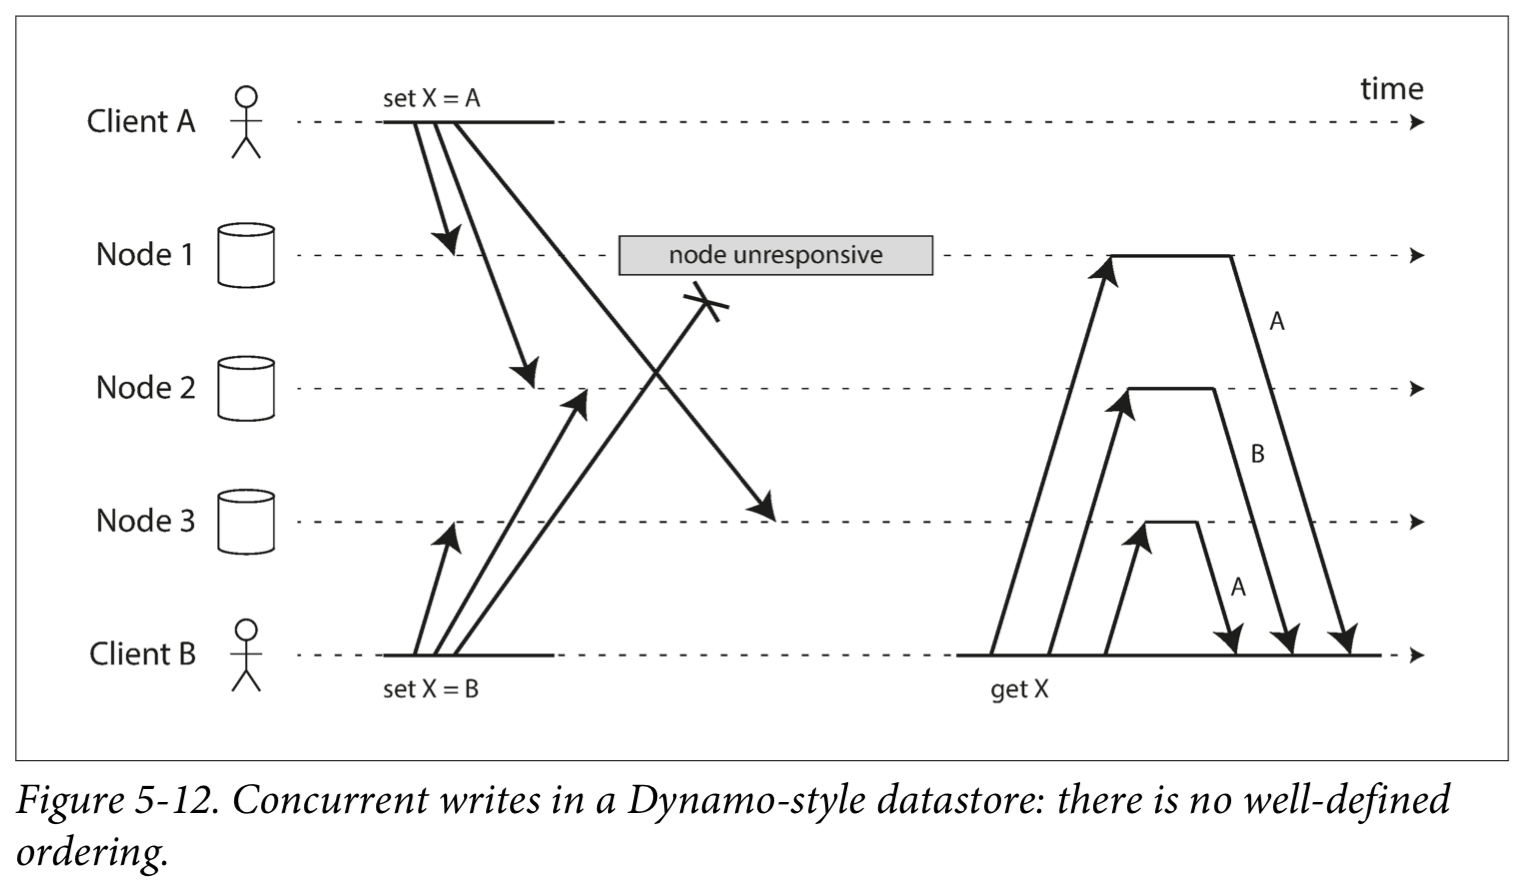 set X = A
time
Client A
Node 1
node unresponsive
A
Node 2
B
Node 3
A
Client B
set X = B
get X
Figure 5-12. Concurrent writes in a Dynamo-style datastore: there is no well-defined
ordering.